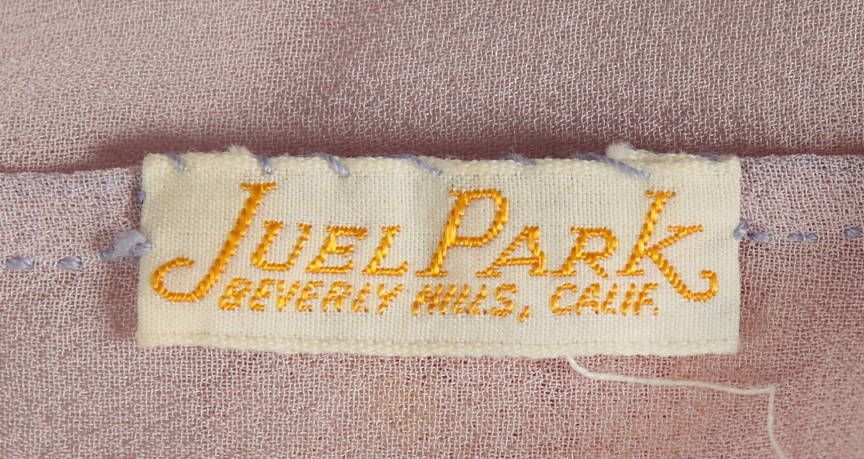 JUEL PARK
BEVERLY HILLS, CALIF.